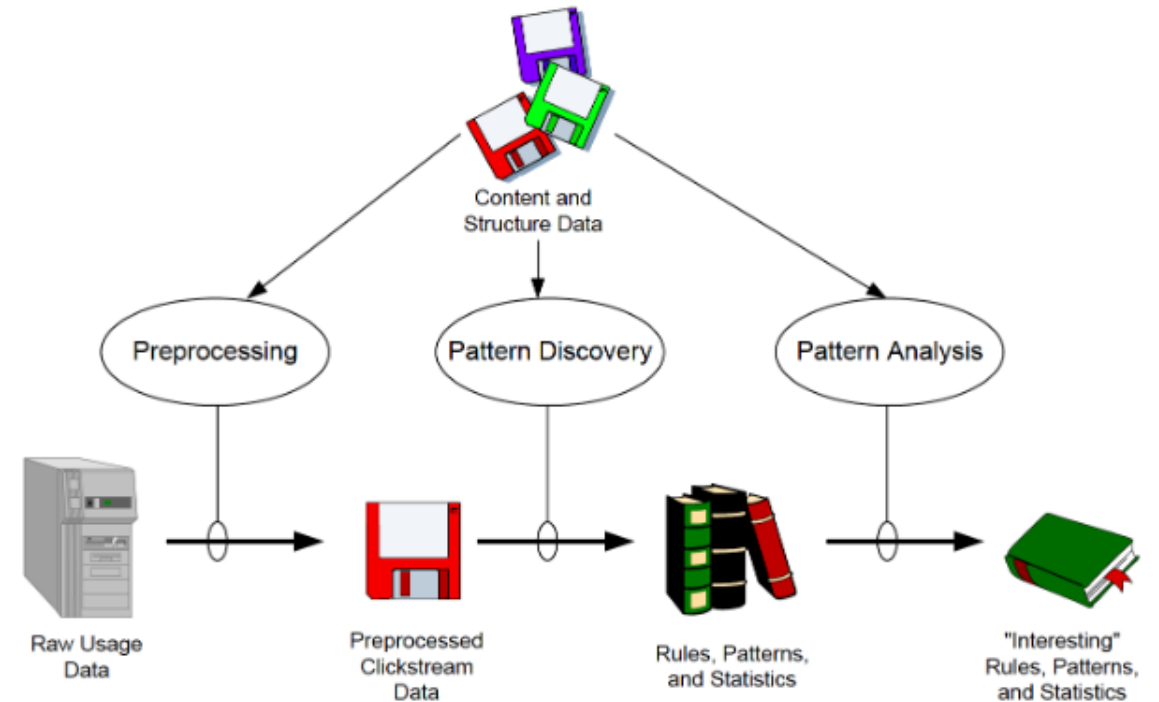 Content and
Structure Data
Preprocessing
Pattern Discovery
Pattern Analysis
Raw Usage
Data
Preprocessed
Clickstream
Data
Rules, Patterns,
and Statistics
"Interesting"
Rules, Patterns,
and Statistics